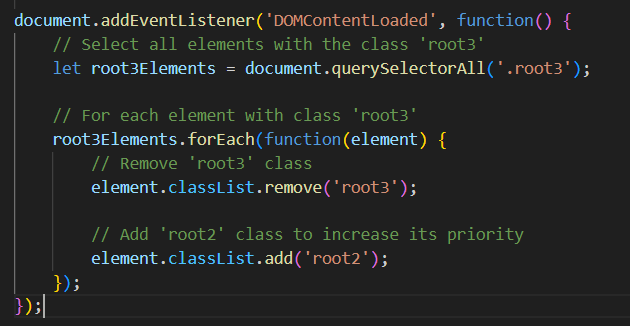 document.addEventListener('DOMContentLoaded', function() {
    // Select all elements with the class 'root3'
    let root3Elements = document.querySelectorAll('.root3');

    // For each element with class 'root3'
    root3Elements.forEach(function(element) {
        // Remove 'root3' class
        element.classList.remove('root3');

        // Add 'root2' class to increase its priority
        element.classList.add('root2');
    });
});